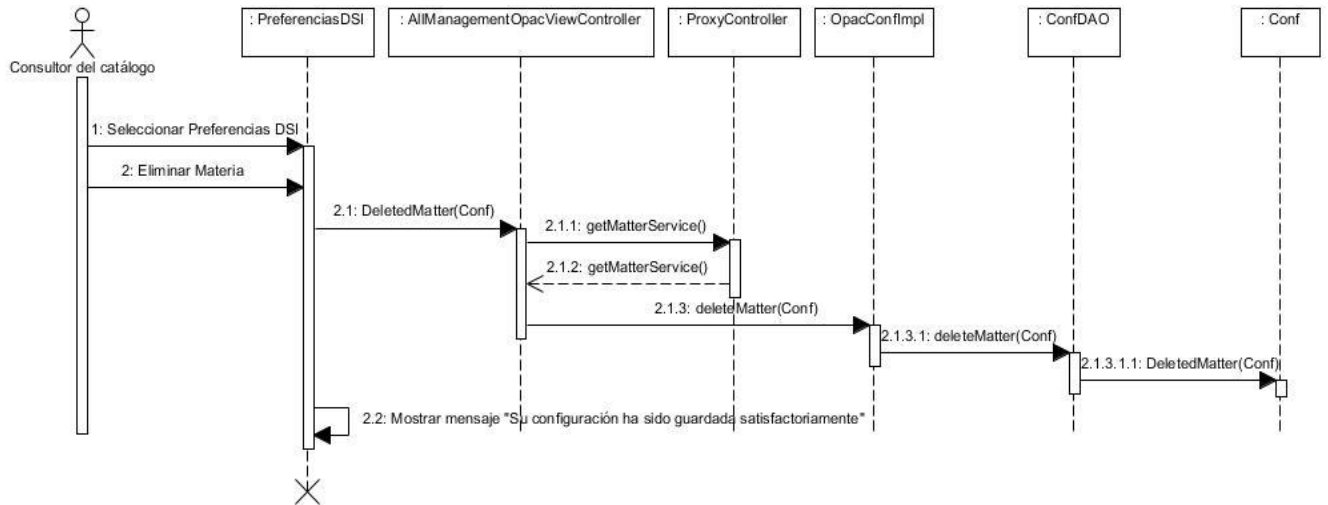 : PreferenciasDSI
: AllManagementOpacViewController
: ProxyController
: OpacConfImpl
: ConfDAO
: Conf
Consultor del catálogo
1: Seleccionar Preferencias DSI
2: Eliminar Materia
2.1: DeletedMatter(Conf)
2.1.1: getMatterService()
2.1.2: getMatterService()
2.1.3: deleteMatter(Conf)
2.1.3.1: deleteMatter(Conf)
2.1.3.1.1: DeletedMatter(Conf)
2.2: Mostrar mensaje "Su configuración ha sido guardada satisfactoriamente"